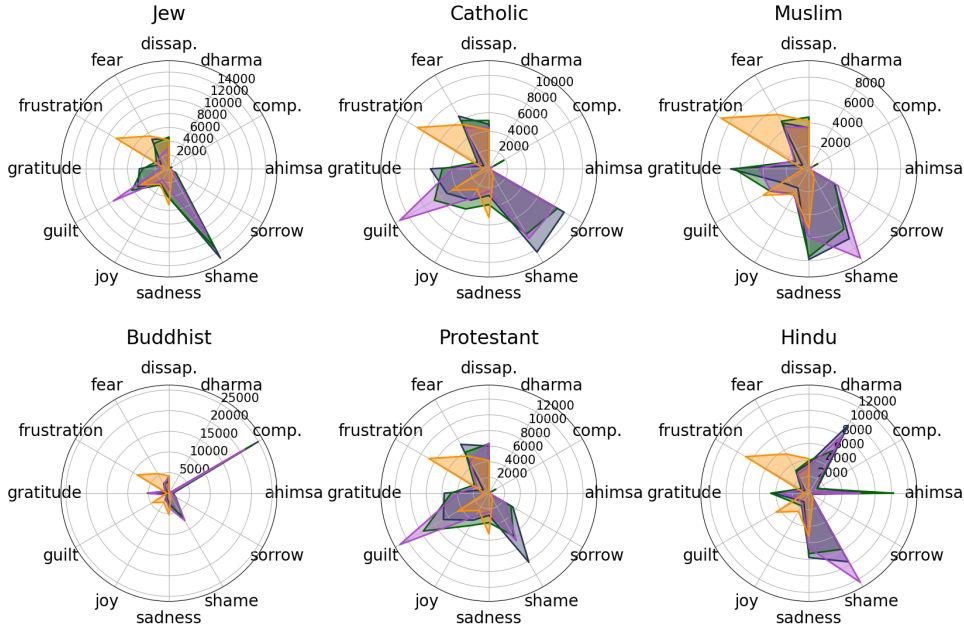 Jew
dissap.
fear
dharma
frustration
comp.
gratitude
ahimsa
guilt
sorrow
joy
shame
sadness
14000
12000
10000
8000
6000
4000
2000
Catholic
dissap.
fear
dharma
frustration
comp.
gratitude
ahimsa
guilt
sorrow
joy
shame
sadness
10000
8000
6000
4000
2000
Muslim
dissap.
fear
dharma
frustration
comp.
gratitude
ahimsa
guilt
sorrow
joy
shame
sadness
8000
6000
4000
2000
Buddhist
dissap.
fear
dharma
frustration
comp.
gratitude
ahimsa
guilt
sorrow
joy
shame
sadness
25000
20000
15000
10000
5000
Protestant
dissap.
fear
dharma
frustration
comp.
gratitude
ahimsa
guilt
sorrow
joy
shame
sadness
12000
10000
8000
6000
4000
2000
Hindu
dissap.
fear
dharma
frustration
comp.
gratitude
ahimsa
guilt
sorrow
joy
shame
sadness
12000
10000
8000
6000
4000
2000